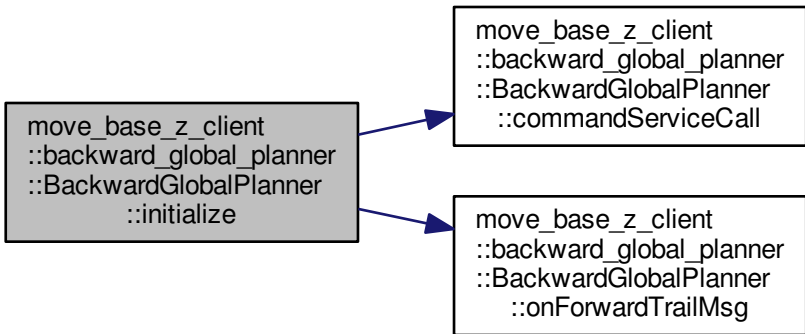 move_base_z_client
::backward_global_planner
::BackwardGlobalPlanner
::initialize
move_base_z_client
::backward_global_planner
::BackwardGlobalPlanner
::commandServiceCall
move_base_z_client
::backward_global_planner
::BackwardGlobalPlanner
::onForwardTrailMsg